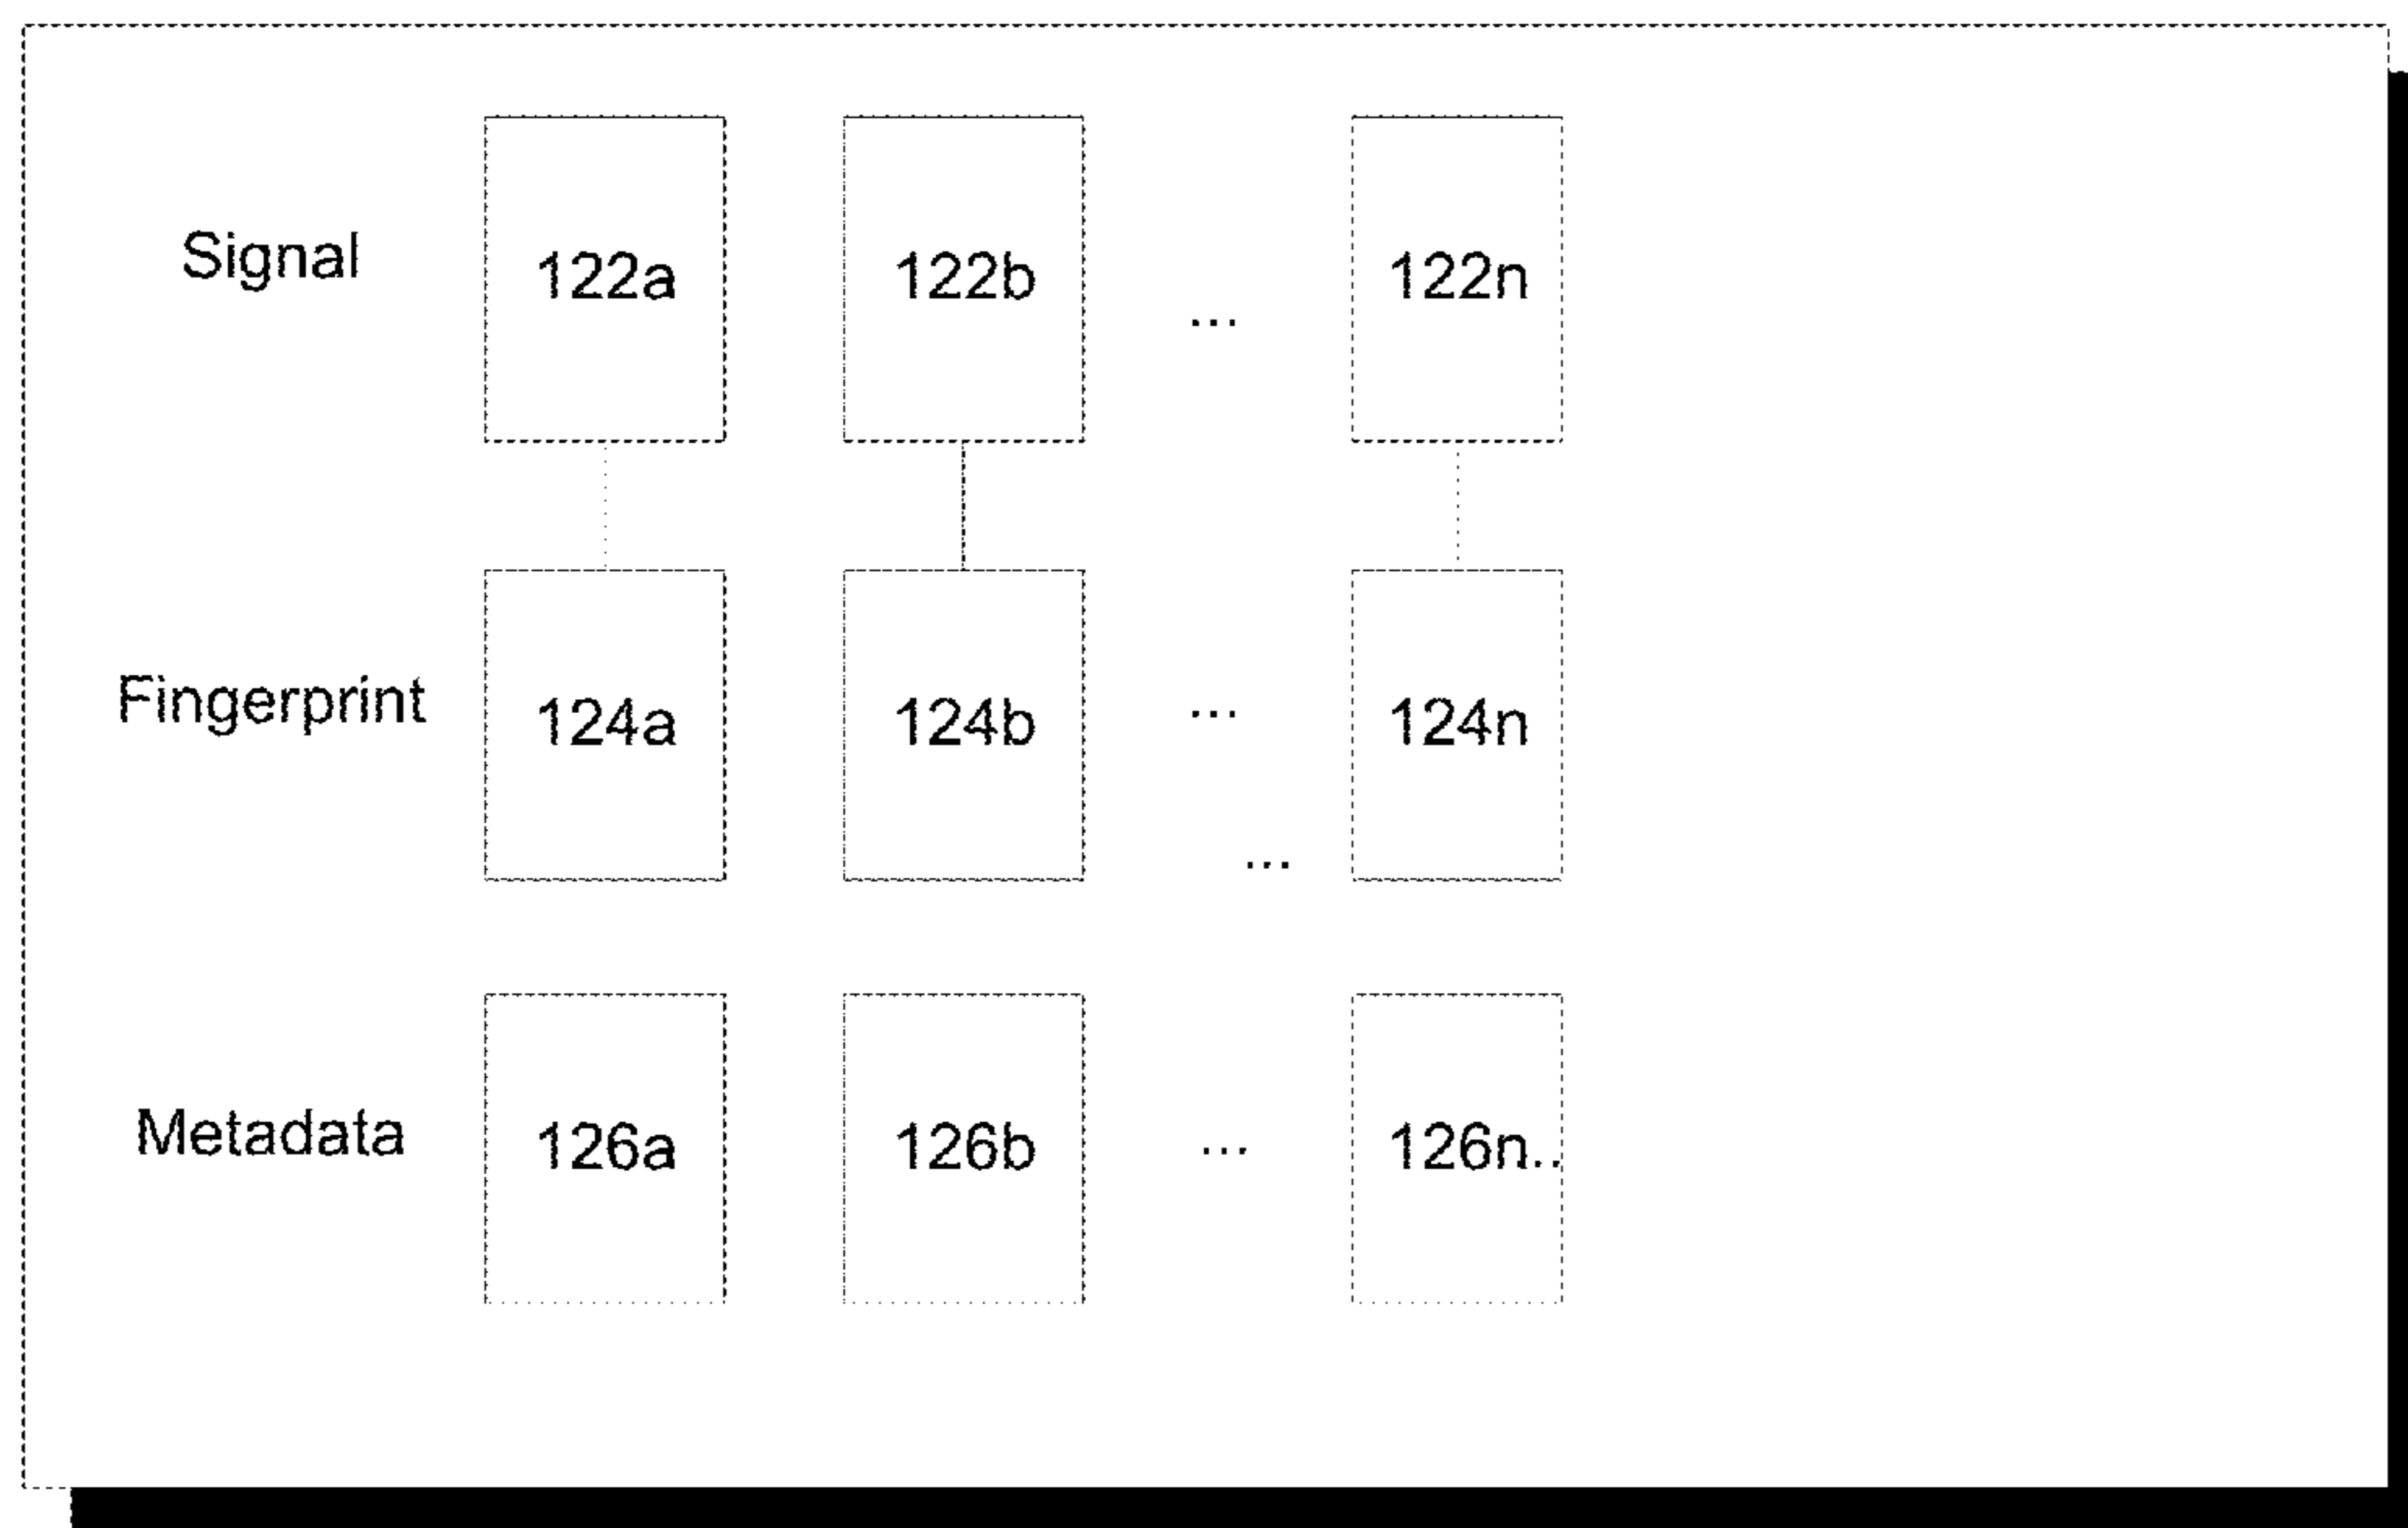 Signal 122a 122b ... 122n
Fingerprint 124a 124b ... 124n
...
Metadata 126a 126b ... 126n..